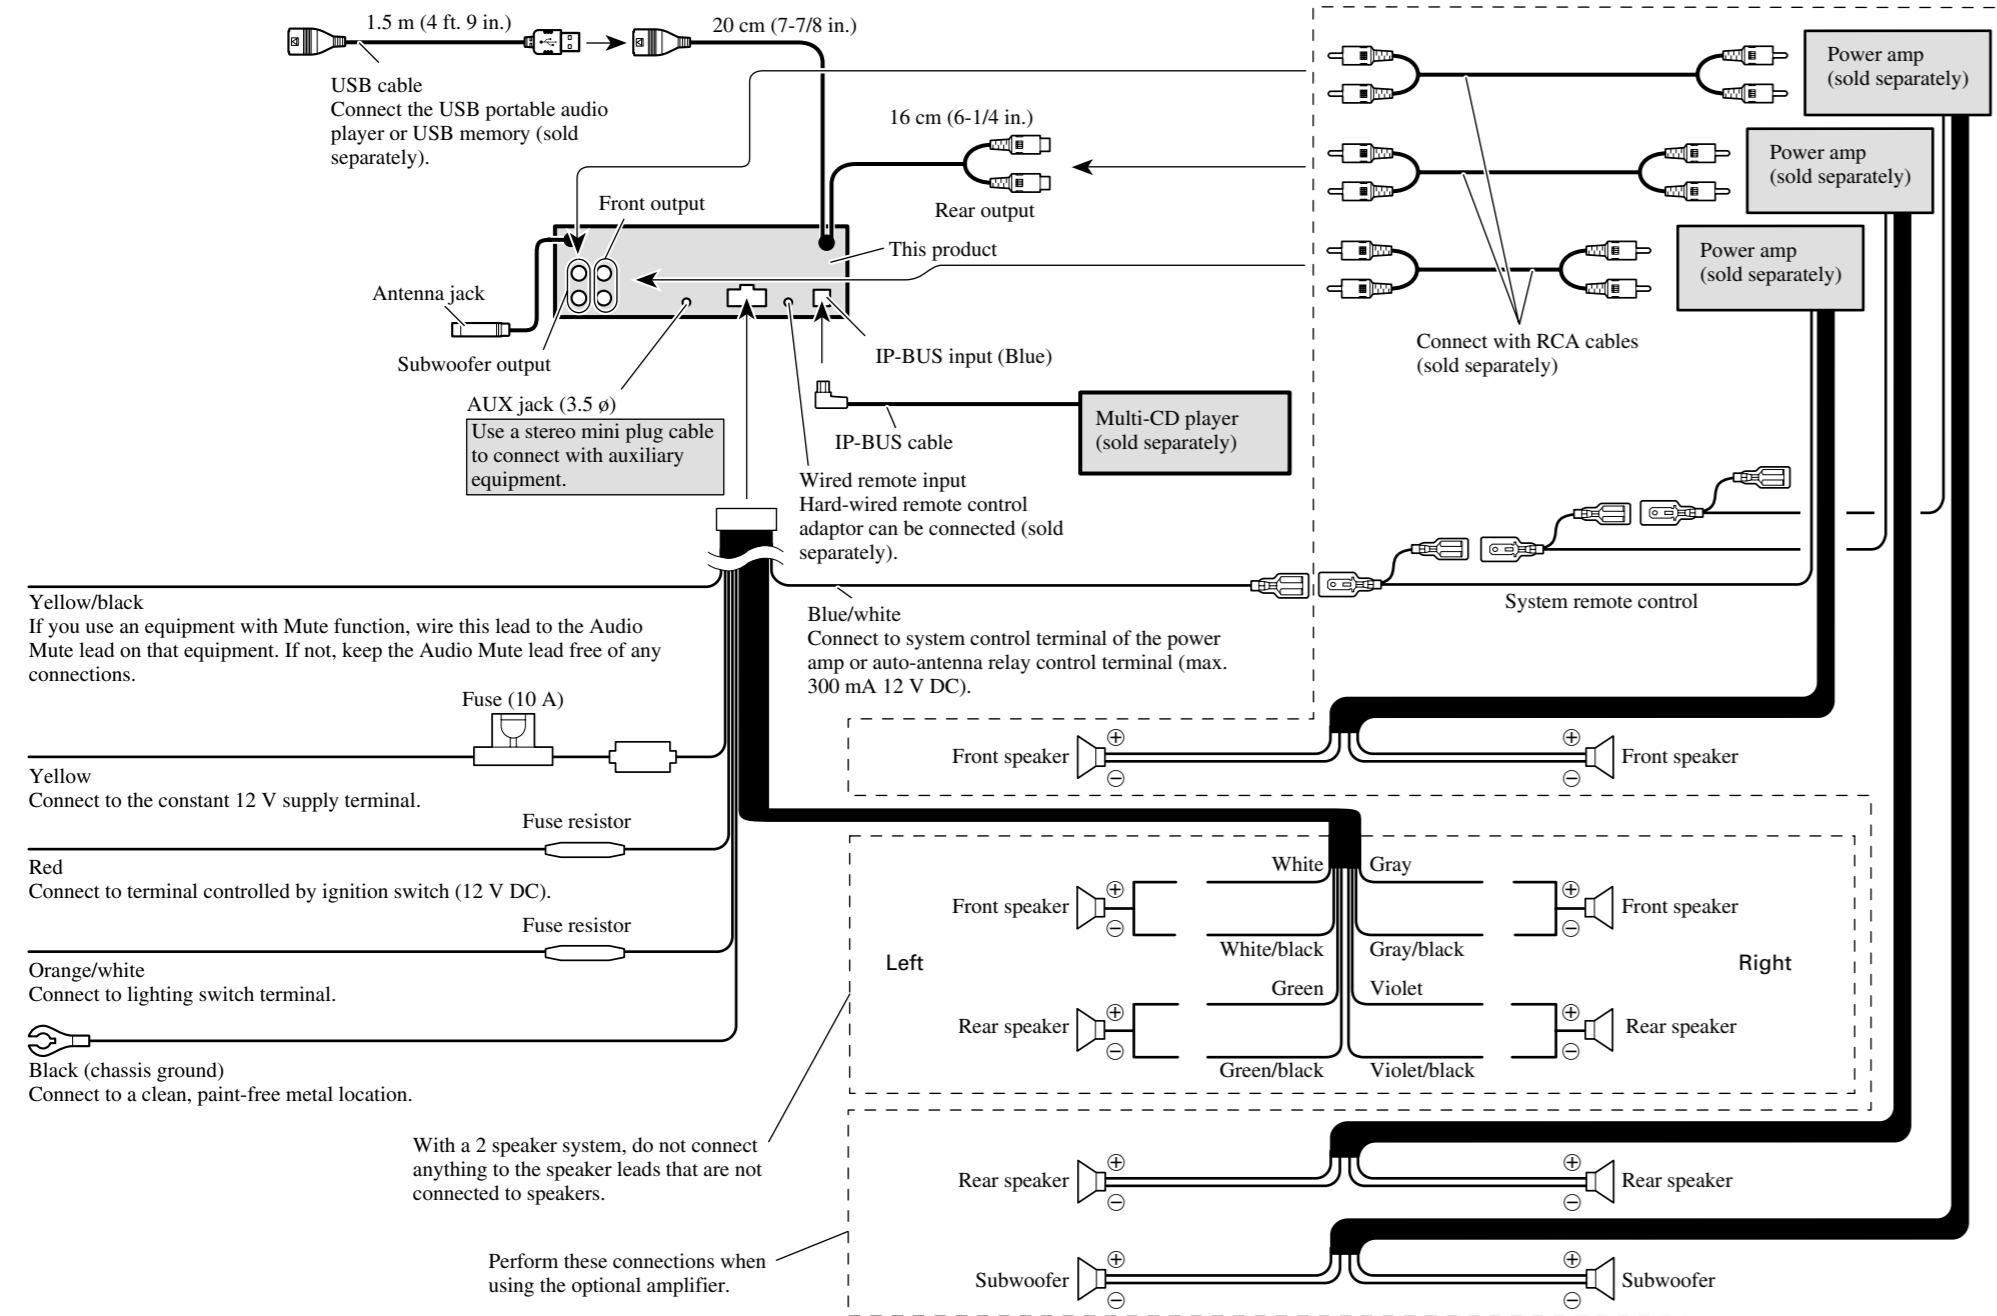 1.5 m (4 ft. 9 in.)
20 cm (7-7/8 in.)
USB cable
Connect the USB portable audio
player or USB memory (sold
separately).
16 cm (6-1/4 in.)
Rear output
Front output
This product
Antenna jack
Subwoofer output
IP-BUS input (Blue)
AUX jack (3.5 ø)
Use a stereo mini plug cable
to connect with auxiliary
equipment.
IP-BUS cable
Multi-CD player
(sold separately)
Wired remote input
Hard-wired remote control
adaptor can be connected (sold
separately).
Power amp
(sold separately)
Power amp
(sold separately)
Power amp
(sold separately)
Connect with RCA cables
(sold separately)
System remote control
Yellow/black
If you use an equipment with Mute function, wire this lead to the Audio
Mute lead on that equipment. If not, keep the Audio Mute lead free of any
connections.
Blue/white
Connect to system control terminal of the power
amp or auto-antenna relay control terminal (max.
300 mA 12 V DC).
Fuse (10 A)
Yellow
Connect to the constant 12 V supply terminal.
Fuse resistor
Red
Connect to terminal controlled by ignition switch (12 V DC).
Fuse resistor
Orange/white
Connect to lighting switch terminal.
Black (chassis ground)
Connect to a clean, paint-free metal location.
With a 2 speaker system, do not connect
anything to the speaker leads that are not
connected to speakers.
Perform these connections when
using the optional amplifier.
Front speaker
+
−
+
−
Front speaker
White
Gray
Front speaker
+
−
+
−
Front speaker
White/black
Gray/black
Left
Right
Green
Violet
Rear speaker
+
−
+
−
Rear speaker
Green/black
Violet/black
Rear speaker
+
−
+
−
Rear speaker
Subwoofer
+
−
+
−
Subwoofer